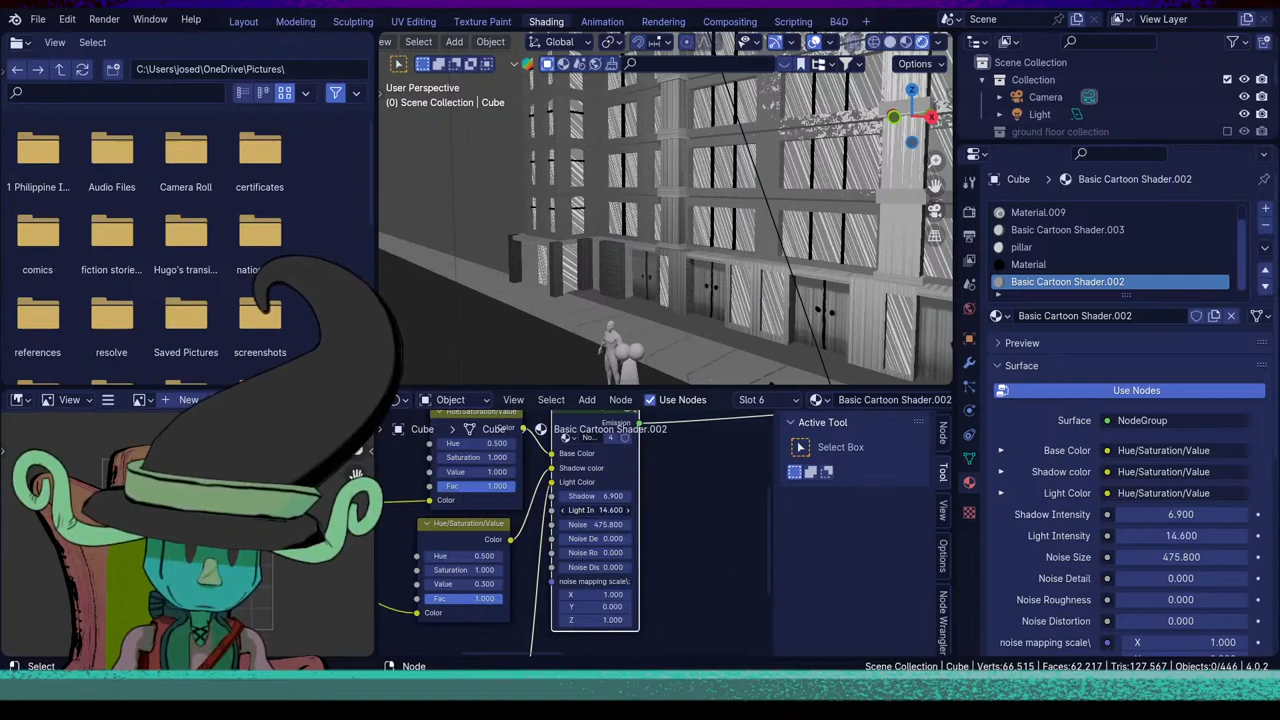 File Edit Render Window Help Layout Modeling Sculpting UV Editing Texture Paint Shading Animation Rendering Compositing Scripting B4D + Scene View Layer
View Select
ew Select Add Object Global
C:\Users\josed\OneDrive\Pictures\
Options
User Perspective
(0) Scene Collection | Cube
Z
X
1 Philippine I... Audio Files Camera Roll certificates
comics fiction storie... Hugo's transi...
references resolve Saved Pictures screenshots
Scene Collection
Collection
Camera
Light
ground floor collection
Cube > Basic Cartoon Shader.002
Material.009
Basic Cartoon Shader.003
pillar
Material
Basic Cartoon Shader.002
Basic Cartoon Shader.002
Preview
Surface
Use Nodes
Surface NodeGroup
Base Color Hue/Saturation/Value
Shadow color Hue/Saturation/Value
Light Color Hue/Saturation/Value
Shadow Intensity 6.900
Light Intensity 14.600
Noise Size 475.800
Noise Detail 0.000
Noise Roughness 0.000
Noise Distortion 0.000
noise mapping scale\: X 1.000
View New
Object View Select Add Node Use Nodes Slot 6 Basic Cartoon Shader.002
Hue/Saturation/Value
Color
Hue 0.500
Saturation 1.000
Value 1.000
Fac 1.000
Color
Hue/Saturation/Value
Color
Hue 0.500
Saturation 1.000
Value 0.300
Fac 1.000
Color
Basic Cartoon Shader.002
Emission
No... 4
Base Color
Shadow color
Light Color
Shadow 6.900
Light In 14.600
Noise 475.800
Noise De 0.000
Noise Ro 0.000
Noise Dis 0.000
noise mapping scale\:
X 1.000
Y 0.000
Z 1.000
Active Tool
Select Box
Node
Tool
View
Options
Node Wrangler
Select
Node
Scene Collection | Cube | Verts:66,515 | Faces:62,217 | Tris:127,567 | Objects:0/446 | 4.0.2